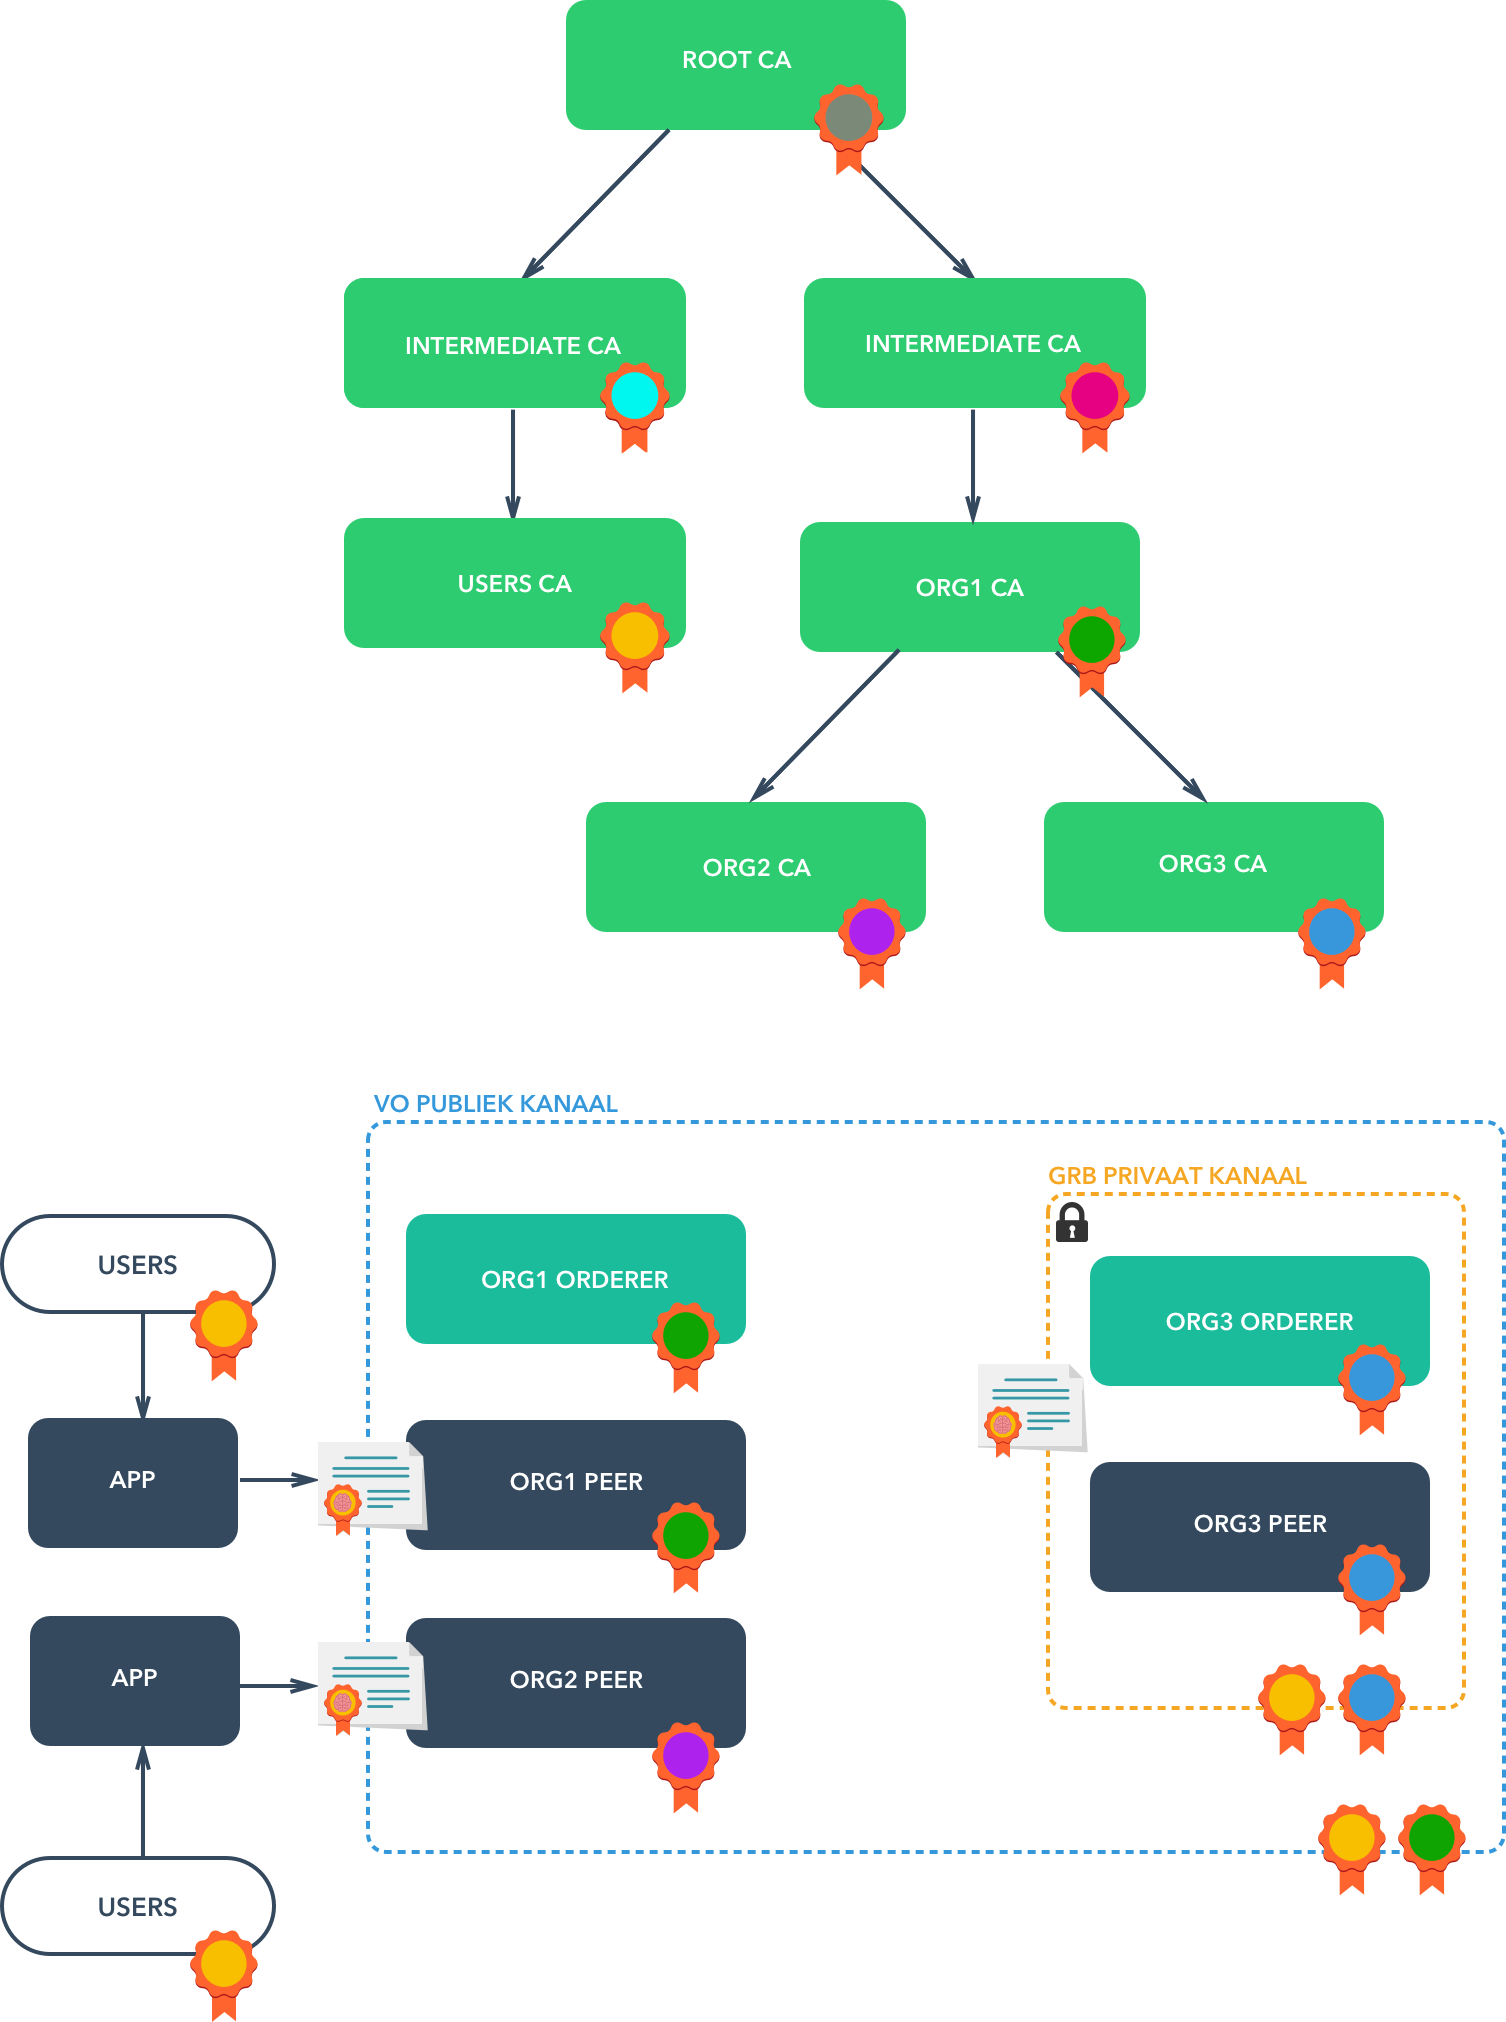 ROOT CA
INTERMEDIATE CA
INTERMEDIATE CA
USERS CA
ORG1 CA
ORG2 CA
ORG3 CA
VO PUBLIEK KANAAL
GRB PRIVAAT KANAAL
USERS
ORG1 ORDERER
ORG3 ORDERER
APP
ORG1 PEER
ORG3 PEER
APP
ORG2 PEER
USERS